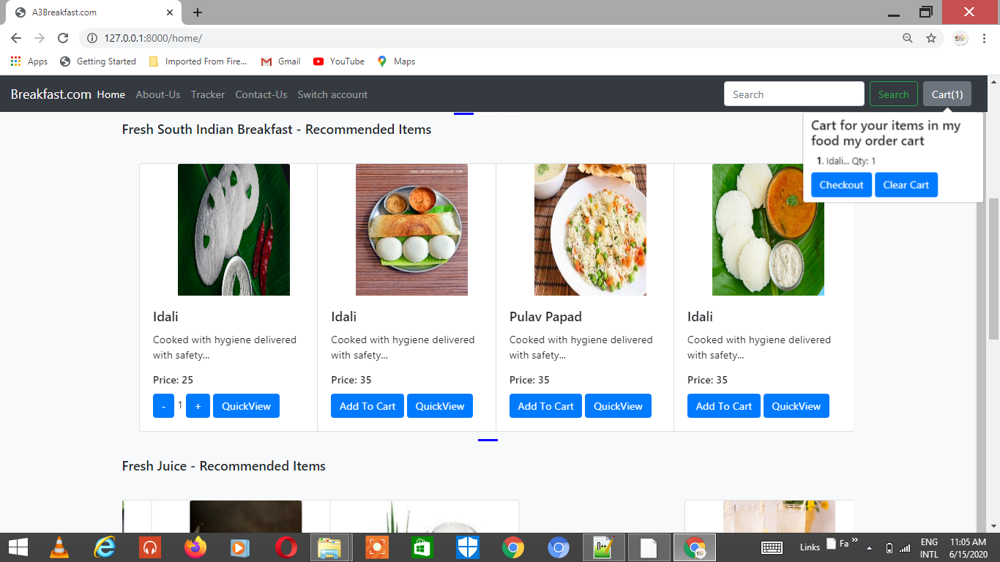 A3Breakfast.com
127.0.0.1:8000/home/
Apps Getting Started Imported From Fire... Gmail YouTube Maps
Breakfast.com Home About-Us Tracker Contact-Us Switch account Search Search Cart(1)
Cart for your items in my
food my order cart
1. Idali... Qty: 1
Checkout Clear Cart
Fresh South Indian Breakfast - Recommended Items
Idali
Cooked with hygiene delivered
with safety...
Price: 25
- 1 + QuickView
Idali
Cooked with hygiene delivered
with safety...
Price: 35
Add To Cart QuickView
Pulav Papad
Cooked with hygiene delivered
with safety...
Price: 35
Add To Cart QuickView
Idali
Cooked with hygiene delivered
with safety...
Price: 35
Add To Cart QuickView
Fresh Juice - Recommended Items
Links Fa
ENG
INTL
11:05 AM
6/15/2020